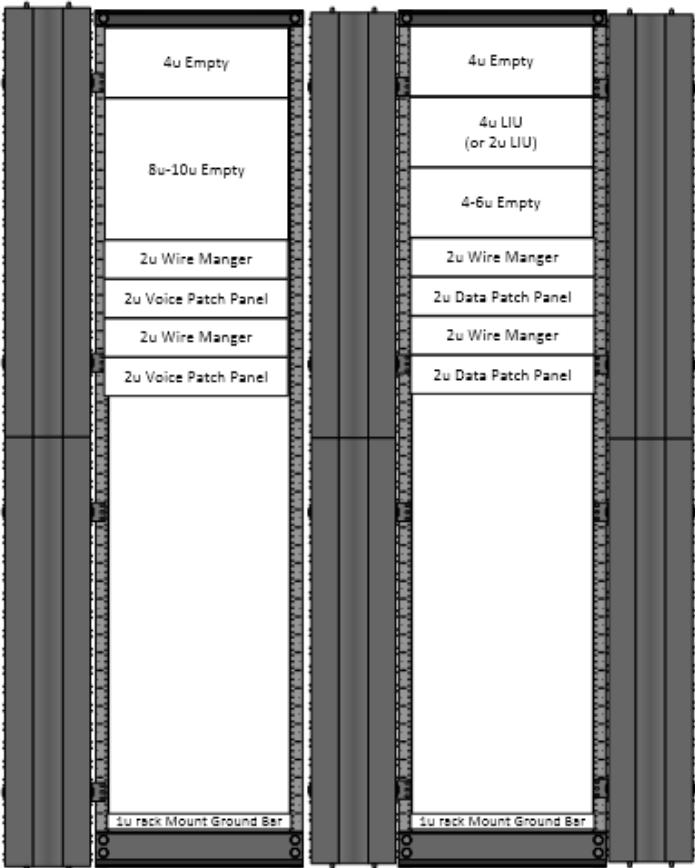 4u Empty
8u-10u Empty
2u Wire Manger
2u Voice Patch Panel
2u Wire Manger
2u Voice Patch Panel
1u rack Mount Ground Bar
4u Empty
4u LIU
(or 2u LIU)
4-6u Empty
2u Wire Manger
2u Data Patch Panel
2u Wire Manger
2u Data Patch Panel
1u rack Mount Ground Bar